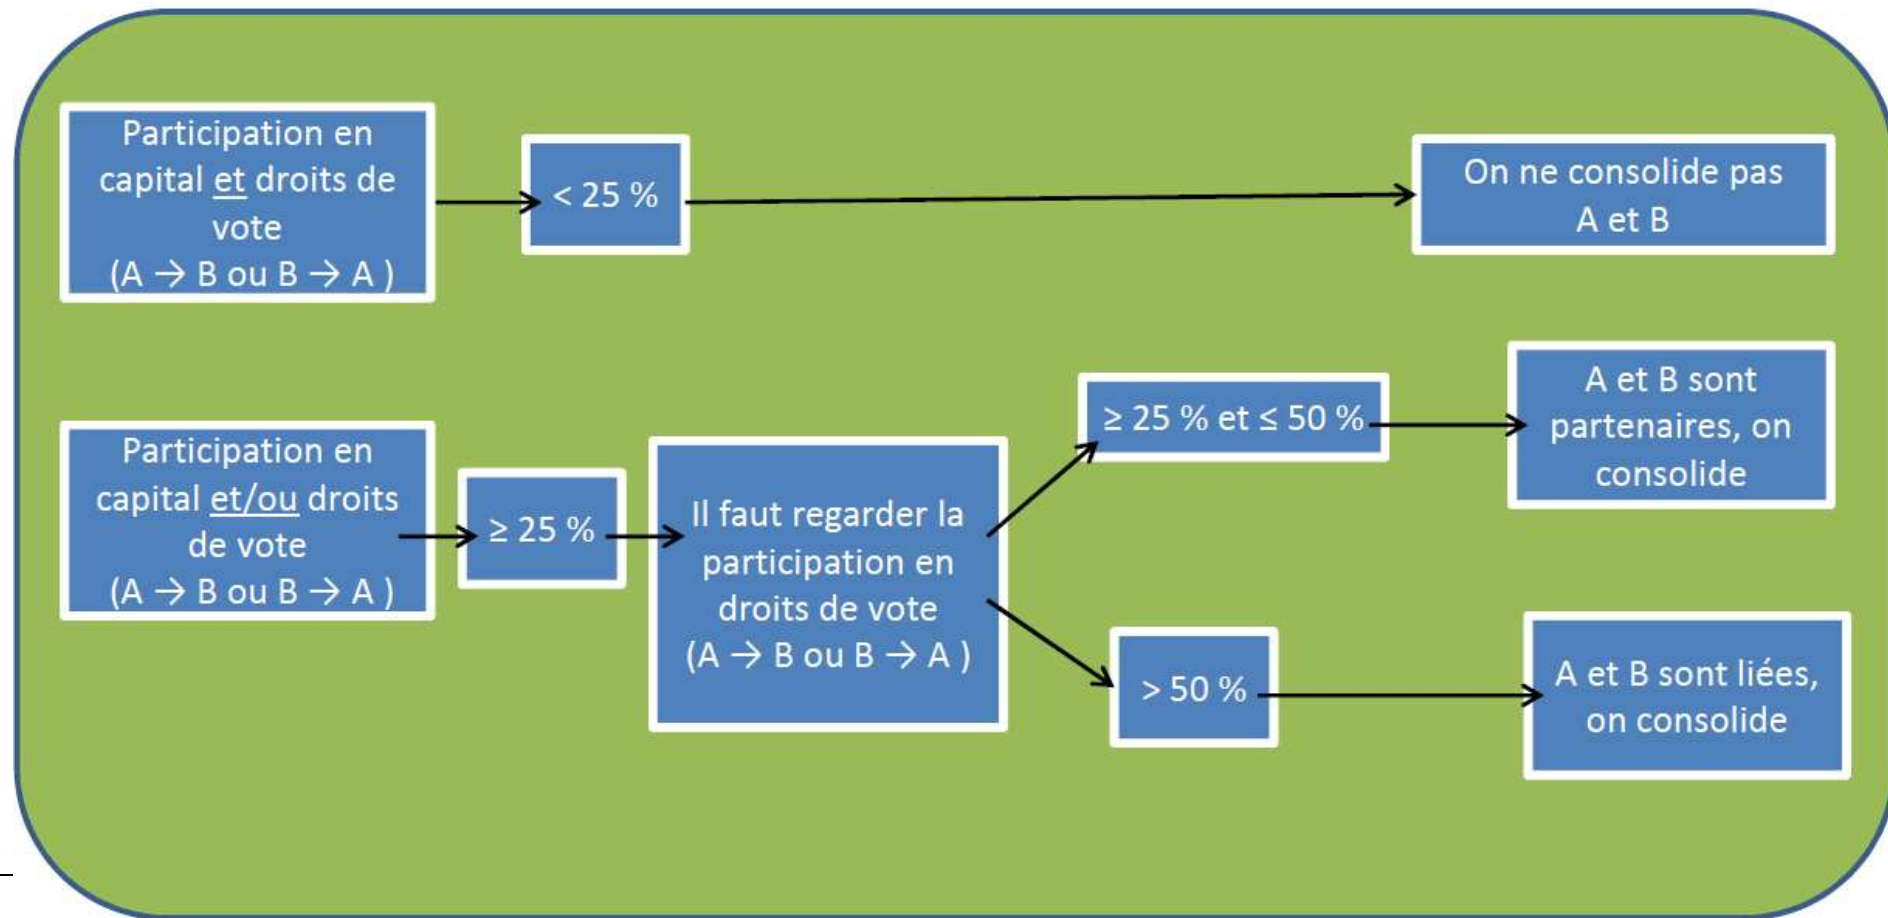 Participation en
capital et droits de
vote
(A → B ou B → A )
< 25 %
On ne consolide pas
A et B
Participation en
capital et/ou droits
de vote
(A → B ou B → A )
≥ 25 %
Il faut regarder la
participation en
droits de vote
(A → B ou B → A )
≥ 25 % et ≤ 50 %
A et B sont
partenaires, on
consolide
> 50 %
A et B sont liées,
on consolide